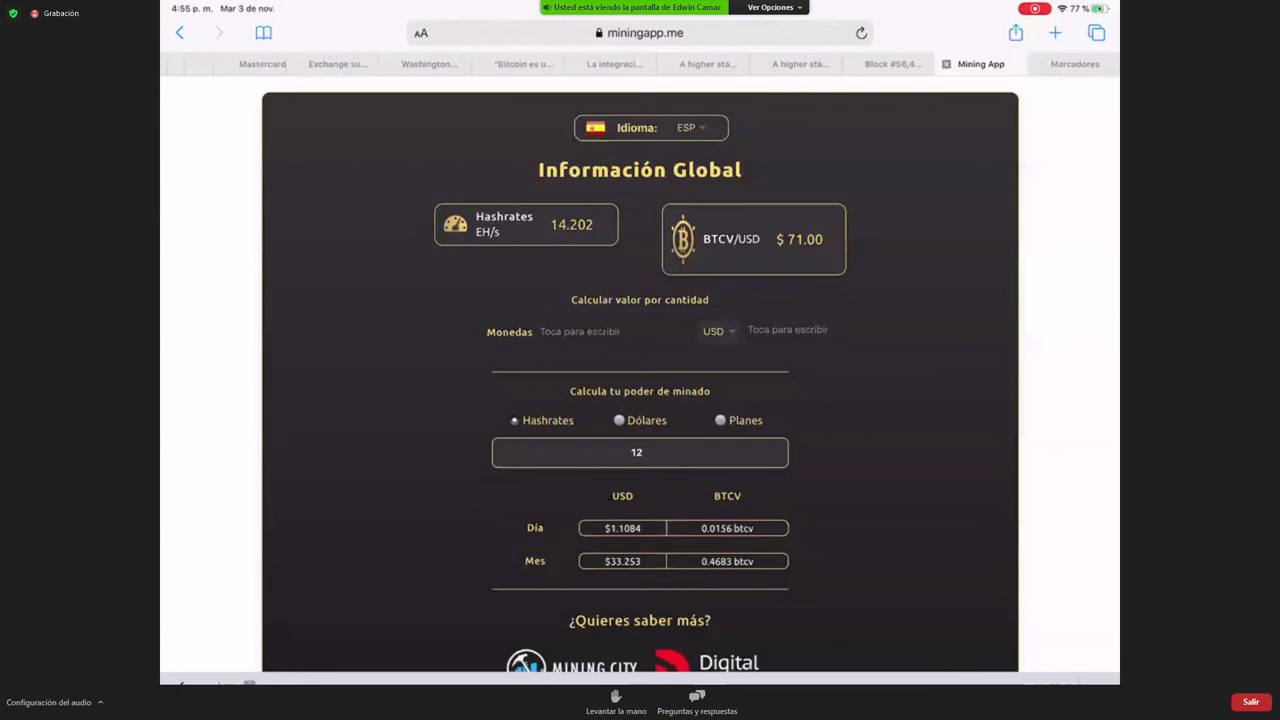 Grabación
4:55 p. m. Mar 3 de nov.
Usted está viendo la pantalla de Edwin Camac
Ver Opciones
77 %
AA
miningapp.me
Mastercard
Exchange su...
Washington...
"Bitcoin es u...
La integraci...
A higher sta...
A higher sta...
Block #56,4...
Mining App
Marcadores
Idioma: ESP
Información Global
Hashrates
EH/s
14.202
BTCV/USD $ 71.00
Calcular valor por cantidad
Monedas Toca para escribir USD Toca para escribir
Calcula tu poder de minado
Hashrates Dólares Planes
12
USD BTCV
Día $1.1084 0.0156 btcv
Mes $33.253 0.4683 btcv
¿Quieres saber más?
MINING CITY
Digital
Configuración del audio
Levantar la mano
Preguntas y respuestas
Salir